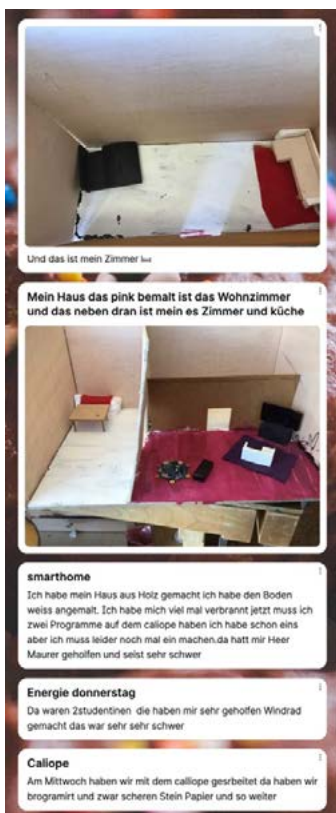 Und das ist mein Zimmer
Mein Haus das pink bemalt ist das Wohnzimmer
und das neben dran ist mein es Zimmer und küche
smarthome
Ich habe mein Haus aus Holz gemacht ich habe den Boden
weiss angemalt. Ich habe mich viel mal verbrannt jetzt muss ich
zwei Programme auf dem caliope haben ich habe schon eins
aber ich muss leider noch mal ein machen.da hatt mir Heer
Maurer geholfen und seist sehr schwer
Energie donnerstag
Da waren 2studentinen die haben mir sehr geholfen Windrad
gemacht das war sehr sehr schwer
Caliope
Am Mittwoch haben wir mit dem calliope gesrbeitet da haben wir
brogramirt und zwar scheren Stein Papier und so weiter